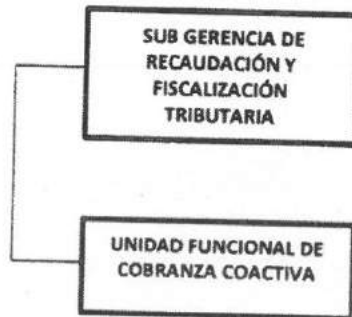 SUB GERENCIA DE
RECAUDACIÓN Y
FISCALIZACIÓN
TRIBUTARIA
UNIDAD FUNCIONAL DE
COBRANZA COACTIVA